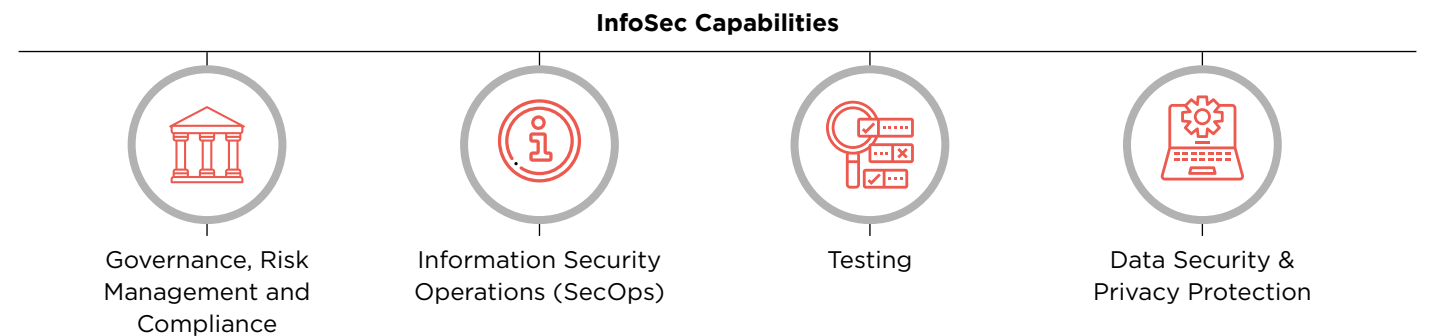 InfoSec Capabilities
Governance, Risk
Management and
Compliance
Information Security
Operations (SecOps)
Testing
Data Security &
Privacy Protection